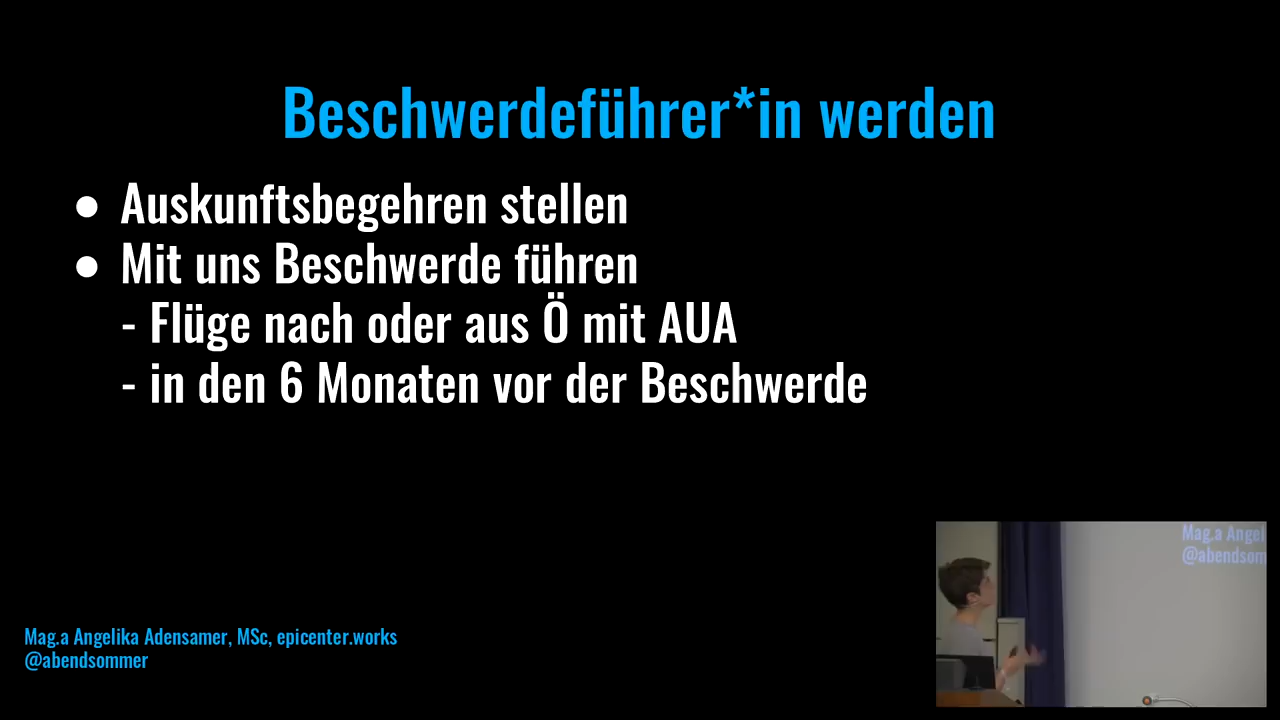 Beschwerdeführer*in werden
● Auskunftsbegehren stellen
● Mit uns Beschwerde führen
- Flüge nach oder aus Ö mit AUA
- in den 6 Monaten vor der Beschwerde
Mag.a Angel
@abendsom
Mag.a Angelika Adensamer, MSc, epicenter.works
@abendsommer